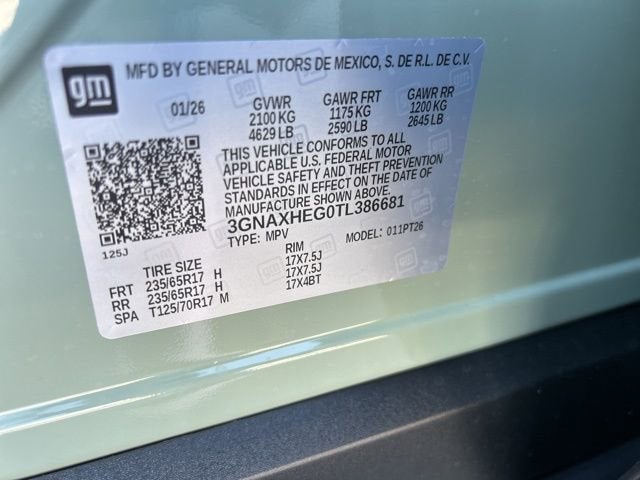 gm MFD BY GENERAL MOTORS DE MEXICO, S. DE R.L. DE C.V.
01/26 GVWR GAWR FRT GAWR RR
2100 KG 1175 KG 1200 KG
4629 LB 2590 LB 2645 LB
THIS VEHICLE CONFORMS TO ALL
APPLICABLE U.S. FEDERAL MOTOR
VEHICLE SAFETY AND THEFT PREVENTION
STANDARDS IN EFFECT ON THE DATE OF
MANUFACTURE SHOWN ABOVE.
3GNAXHEG0TL386681
TYPE: MPV MODEL: 011PT26
125J
TIRE SIZE RIM
FRT 235/65R17 H 17X7.5J
RR 235/65R17 H 17X7.5J
SPA T125/70R17 M 17X4BT